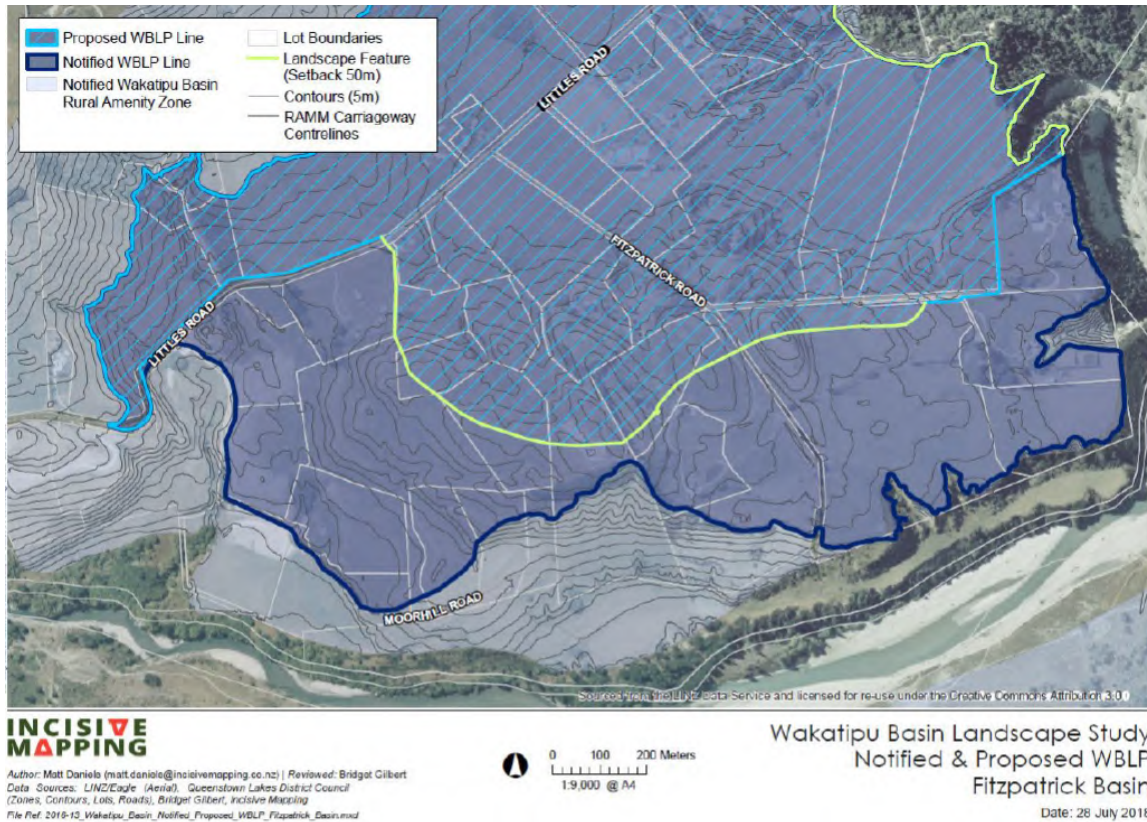 Proposed WBLP Line
Notified WBLP Line
Notified Wakatipu Basin
Rural Amenity Zone
Lot Boundaries
Landscape Feature
(Setback 50m)
Contours (5m)
RAMM Carriageway
Centrelines
LITTLES ROAD
FITZPATRICK ROAD
LITTLES ROAD
MOORHILL ROAD
Sourced from the LINZ Data Service and licensed for re-use under the Creative Commons Attribution 3.0
INCISIVE
MAPPING
Author: Matt Daniele (matt.daniele@incisivemapping.co.nz) | Reviewed: Bridget Gilbert
Data Sources: LINZ/Eagle (Aerial), Queenstown Lakes District Council
(Zones, Contours, Lots, Roads), Bridget Gilbert, Incisive Mapping
File Ref: 2016-13_Wakatipu_Basin_Notified_Proposed_WBLP_Fitzpatrick_Basin.mxd
0 100 200 Meters
1:9,000 @ A4
Wakatipu Basin Landscape Study
Notified & Proposed WBLP
Fitzpatrick Basin
Date: 28 July 2018